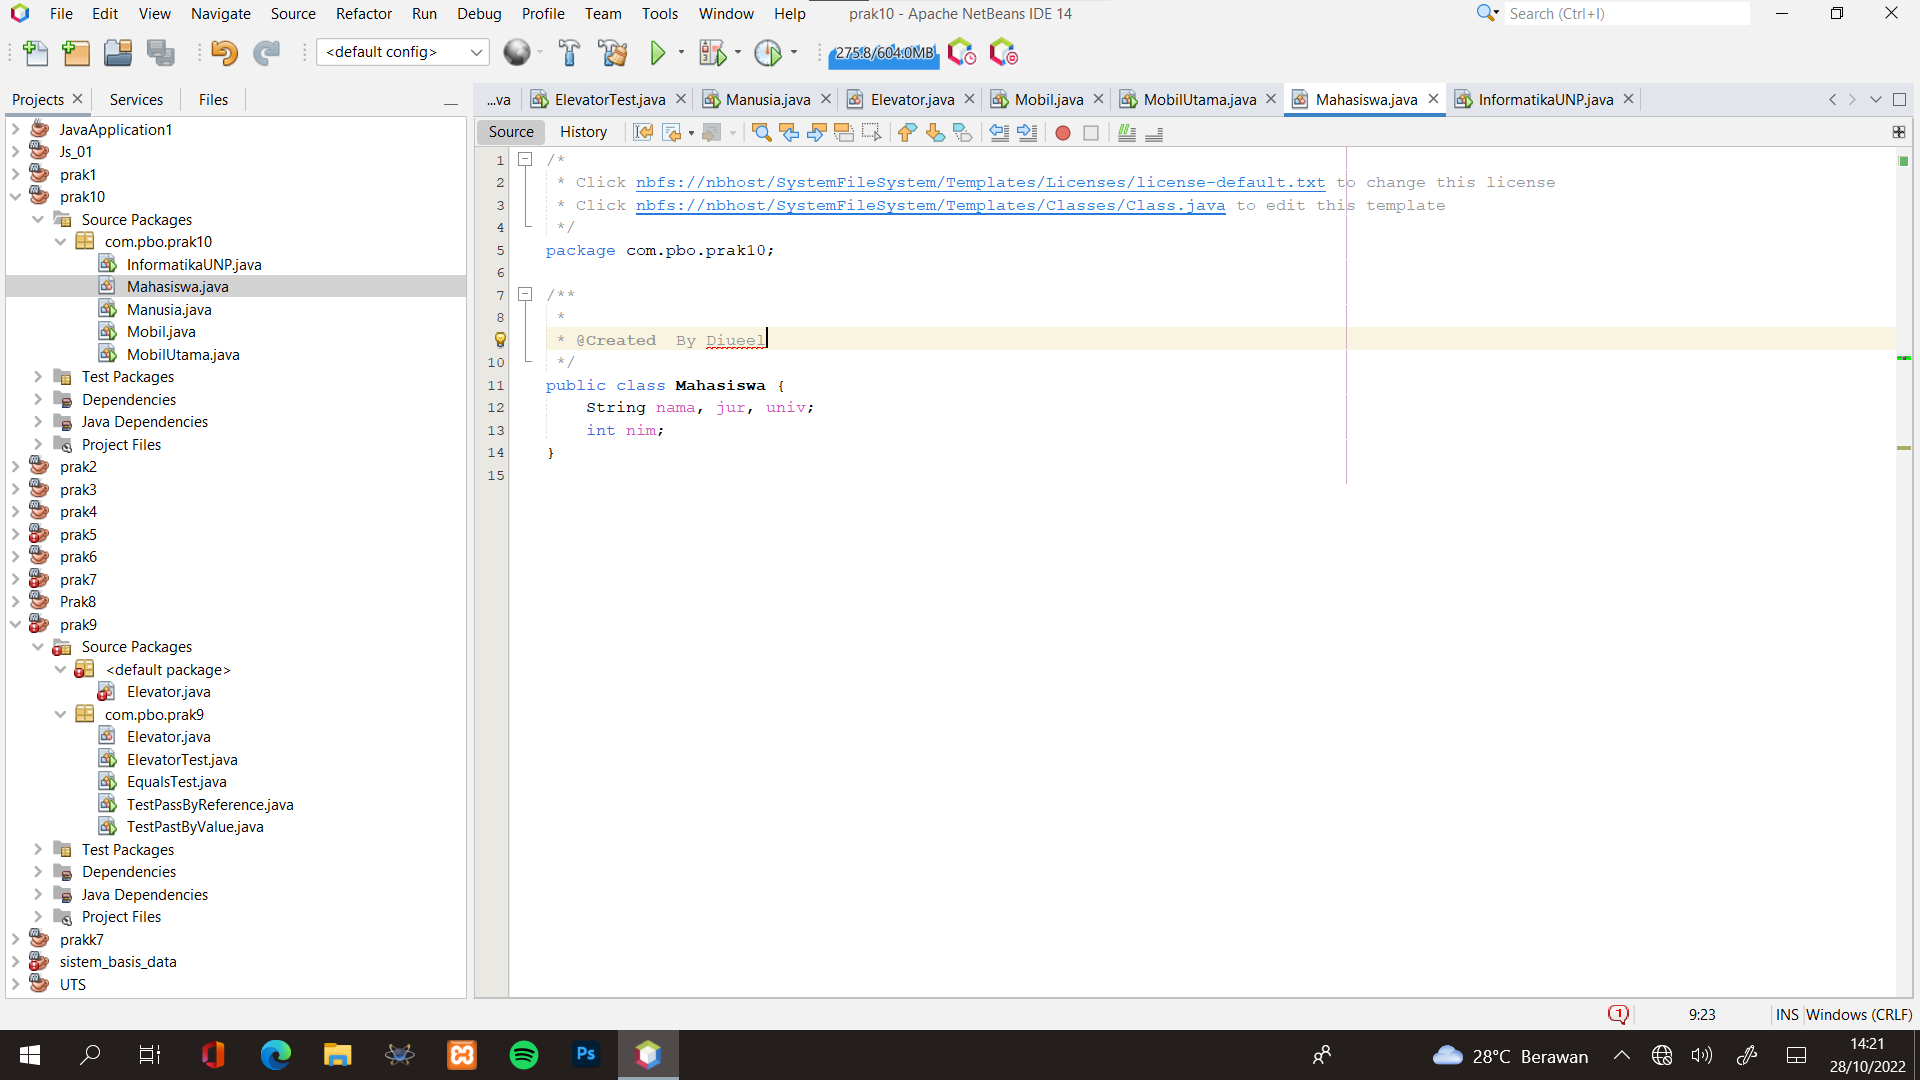 File Edit View Navigate Source Refactor Run Debug Profile Team Tools Window Help
prak10 - Apache NetBeans IDE 14
Search (Ctrl+I)
<default config>
275.8/604.0MB
Projects
Services
Files
...va
ElevatorTest.java
Manusia.java
Elevator.java
Mobil.java
MobilUtama.java
Mahasiswa.java
InformatikaUNP.java
JavaApplication1
Js_01
prak1
prak10
Source Packages
com.pbo.prak10
InformatikaUNP.java
Mahasiswa.java
Manusia.java
Mobil.java
MobilUtama.java
Test Packages
Dependencies
Java Dependencies
Project Files
prak2
prak3
prak4
prak5
prak6
prak7
Prak8
prak9
Source Packages
<default package>
Elevator.java
com.pbo.prak9
Elevator.java
ElevatorTest.java
EqualsTest.java
TestPassByReference.java
TestPastByValue.java
Test Packages
Dependencies
Java Dependencies
Project Files
prakk7
sistem_basis_data
UTS
Source History
1 /*
2 * Click nbfs://nbhost/SystemFileSystem/Templates/Licenses/license-default.txt to change this license
3 * Click nbfs://nbhost/SystemFileSystem/Templates/Classes/Class.java to edit this template
4 */
5 package com.pbo.prak10;
6
7 /**
8 *
* @Created  By Diueel
10 */
11 public class Mahasiswa {
12 String nama, jur, univ;
13 int nim;
14 }
15
1
9:23
INS
Windows (CRLF)
Ps
28°C Berawan
14:21
28/10/2022